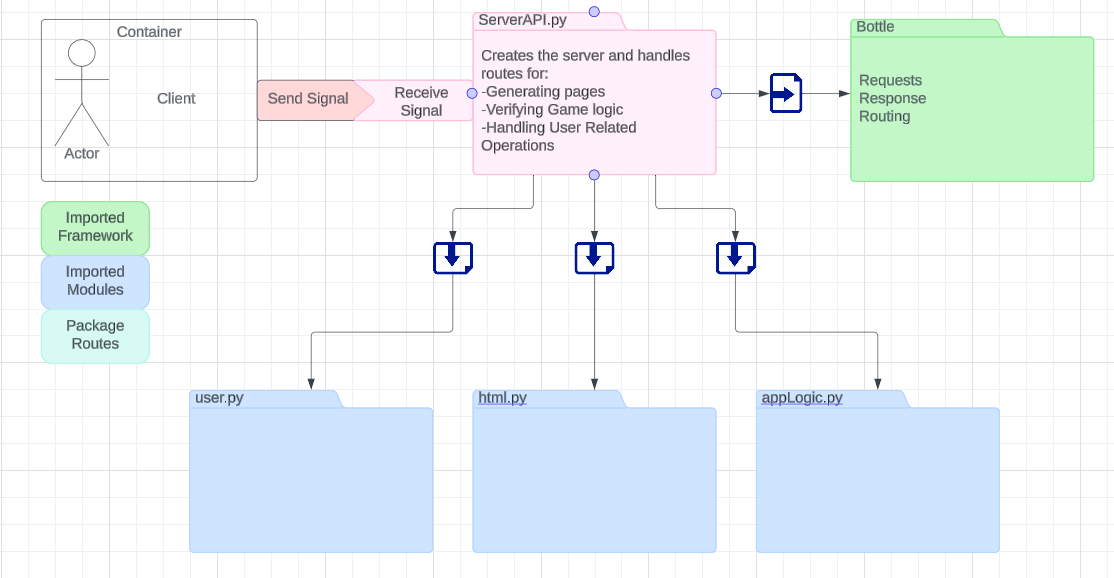 Container
Client
Actor
Send Signal
Receive
Signal
ServerAPI.py
Creates the server and handles
routes for:
-Generating pages
-Verifying Game logic
-Handling User Related
Operations
Bottle
Requests
Response
Routing
Imported
Framework
Imported
Modules
Package
Routes
user.py
html.py
appLogic.py